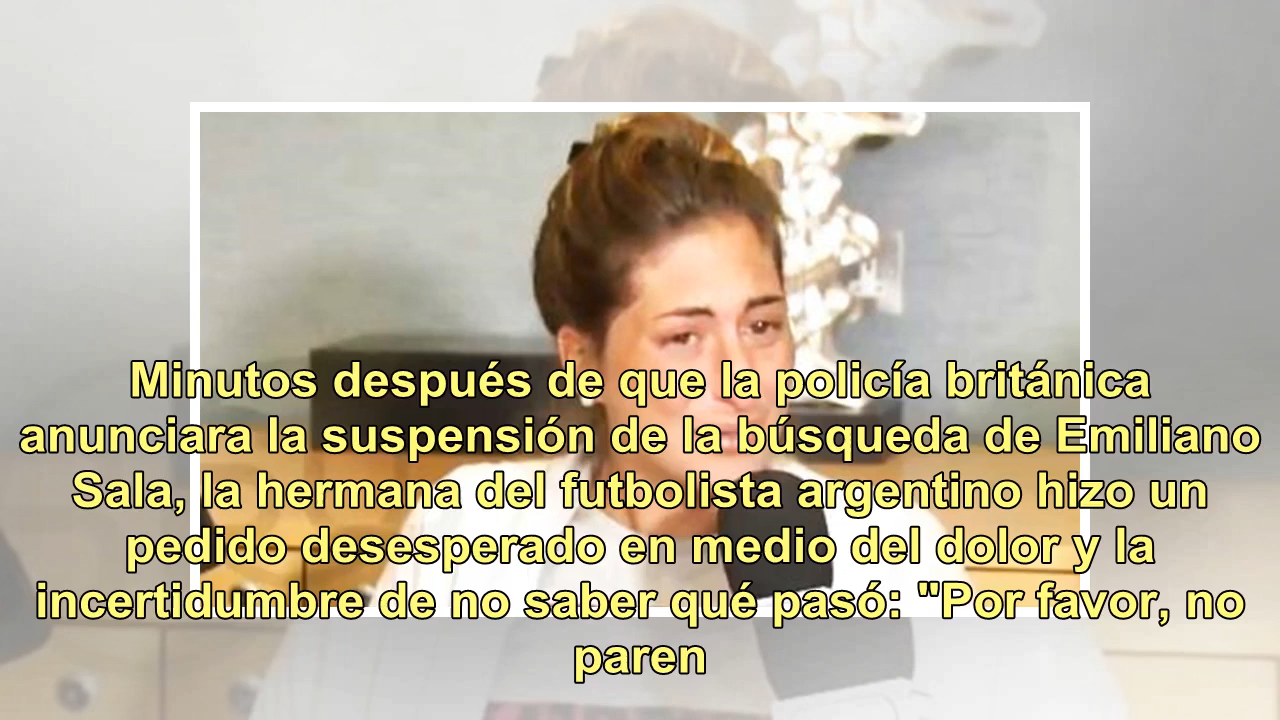 Minutos después de que la policía británica
anunciara la suspensión de la búsqueda de Emiliano
Sala, la hermana del futbolista argentino hizo un
pedido desesperado en medio del dolor y la
incertidumbre de no saber qué pasó: "Por favor, no
paren